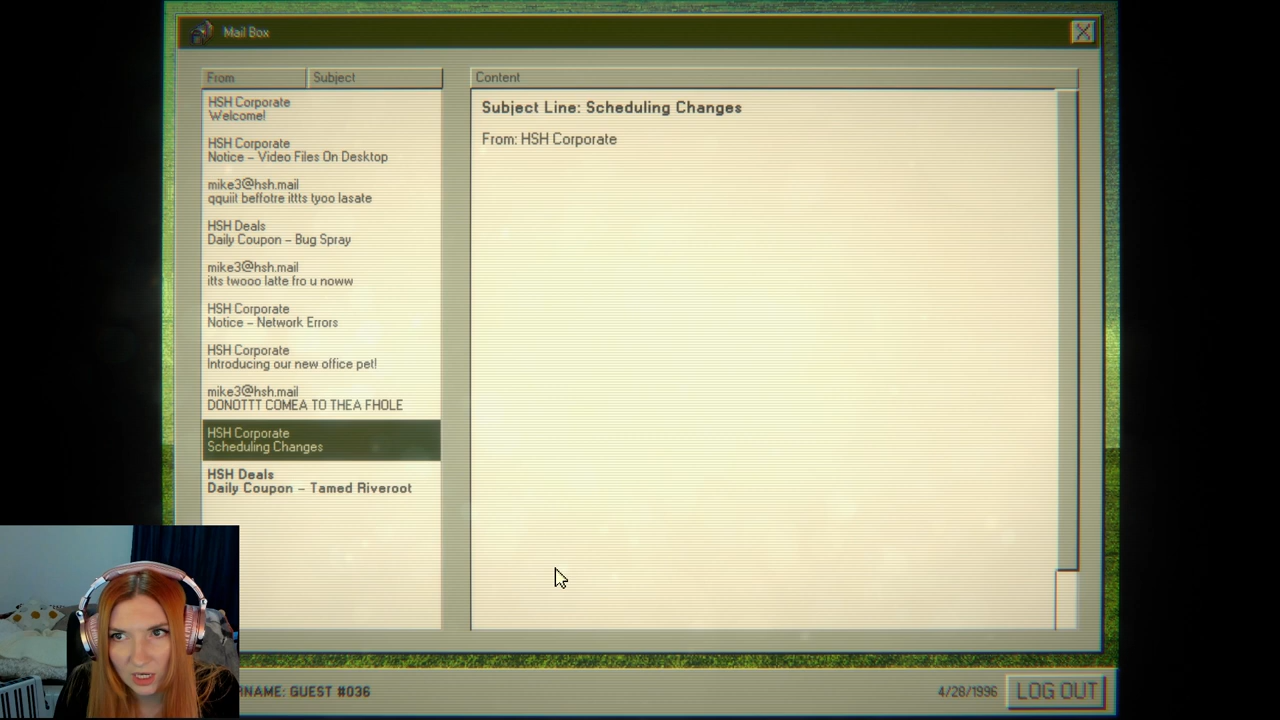 Mail Box
From
Subject
Content
HSH Corporate
Welcome!
HSH Corporate
Notice – Video Files On Desktop
mike3@hsh.mail
qquiit beffotre ittts tyoo lasate
HSH Deals
Daily Coupon – Bug Spray
mike3@hsh.mail
itts twooo latte fro u noww
HSH Corporate
Notice – Network Errors
HSH Corporate
Introducing our new office pet!
mike3@hsh.mail
DONOTTT COMEA TO THEA FHOLE
HSH Corporate
Scheduling Changes
HSH Deals
Daily Coupon – Tamed Riveroot
Subject Line: Scheduling Changes
From: HSH Corporate
GUEST #036
4/28/1996
LOG OUT